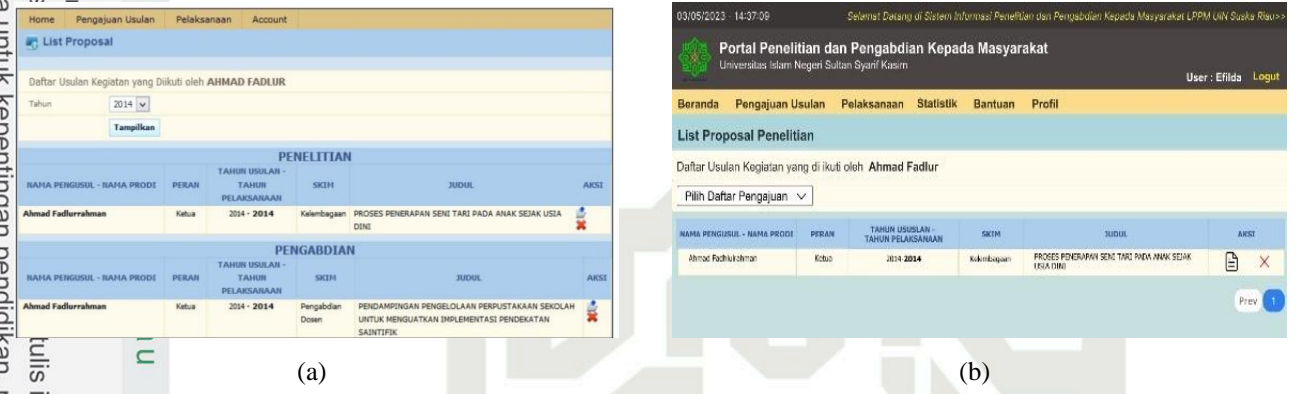 Home Pengajuan Usulan Pelaksanaan Account
List Proposal
Daftar Usulan Kegiatan yang Diikuti oleh AHMAD FADLUR
Tahun 2014
Tampilkan
PENELITIAN
NAMA PENGUSUL - NAMA PRODI PERAN TAHUN USULAN - TAHUN PELAKSANAAN SKIM JUDUL AKSI
Ahmad Fadlurrahman Ketua 2014 - 2014 Kelembagaan PROSES PENERAPAN SENI TARI PADA ANAK SEJAK USIA
DINI
PENGABDIAN
NAMA PENGUSUL - NAMA PRODI PERAN TAHUN USULAN - TAHUN PELAKSANAAN SKIM JUDUL AKSI
Ahmad Fadlurrahman Ketua 2014 - 2014 Pengabdian Dosen PENDAMPINGAN PENGELOLAAN PERPUSTAKAAN SEKOLAH
UNTUK MENGUATKAN IMPLEMENTASI PENDEKATAN
SAINTIFIK
(a)
03/05/2023 - 14:37:09 Selamat Datang di Sistem Informasi Penelitian dan Pengabdian Kepada Masyarakat LPPM UIN Suska Riau>>
Portal Penelitian dan Pengabdian Kepada Masyarakat
Universitas Islam Negeri Sultan Syarif Kasim
User : Efilda Logut
Beranda Pengajuan Usulan Pelaksanaan Statistik Bantuan Profil
List Proposal Penelitian
Daftar Usulan Kegiatan yang di ikuti oleh Ahmad Fadlur
Pilih Daftar Pengajuan
NAMA PENGUSUL - NAMA PRODI PERAN TAHUN USUSLAN - TAHUN PELAKSANAAN SKIM JUDUL AKSI
Ahmad Ketua 2014-2014 Kelembagaan PROSES PENERAPAN SENI TARI PADA ANAK SEJAK
USIA DINI
Prev 1
(b)
untuk kepentingan pendidikan
tulis